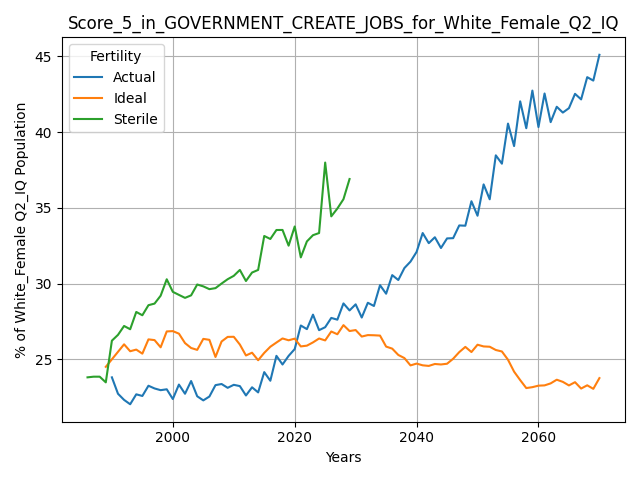 Score_5_in_GOVERNMENT_CREATE_JOBS_for_White_Female_Q2_IQ
Fertility
Actual
Ideal
Sterile
% of White_Female Q2_IQ Population
45
40
35
30
25
2000
2020
2040
2060
Years